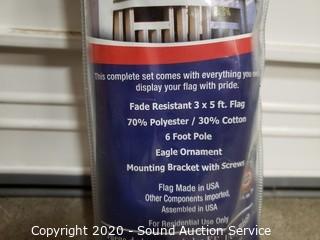 This complete set comes with everything you need
display your flag with pride.
Fade Resistant 3 x 5 ft. Flag
70% Polyester / 30% Cotton
6 Foot Pole
Eagle Ornament
Mounting Bracket with Screws
Flag Made in USA
Other Components Imported,
Assembled in USA
For Residential Use Only
Copyright 2020 - Sound Auction Service